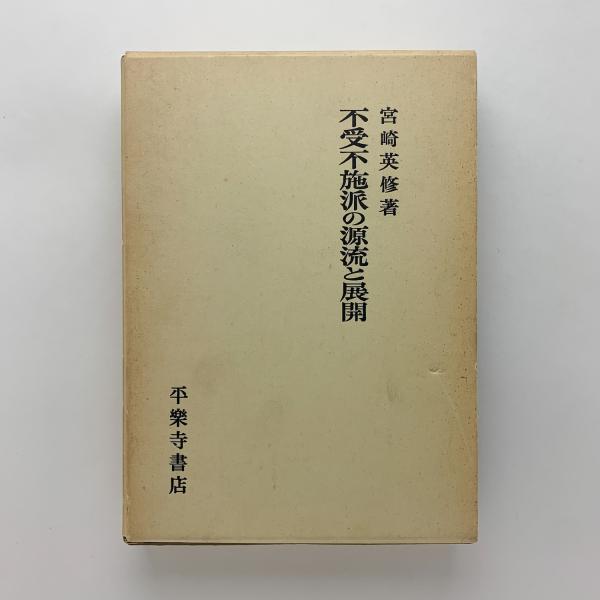 宮崎英修著
不受不施派の源流と展開
平樂寺書店